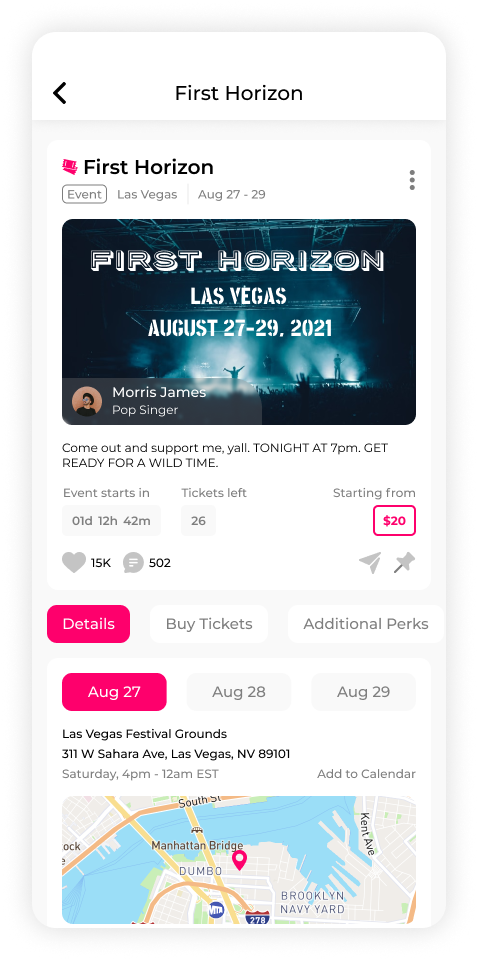 First Horizon
First Horizon
Event Las Vegas Aug 27 - 29
FIRST HORIZON
LAS VEGAS
AUGUST 27-29, 2021
Morris James
Pop Singer
Come out and support me, yall. TONIGHT AT 7pm. GET
READY FOR A WILD TIME.
Event starts in Tickets left Starting from
01d 12h 42m 26 $20
15K 502
Details Buy Tickets Additional Perks
Aug 27 Aug 28 Aug 29
Las Vegas Festival Grounds
311 W Sahara Ave, Las Vegas, NV 89101
Saturday, 4pm - 12am EST Add to Calendar
South St
Kent Ave
ock
Manhattan Bridge
DUMBO
BROOKLYN
NAVY YARD
MTA
278